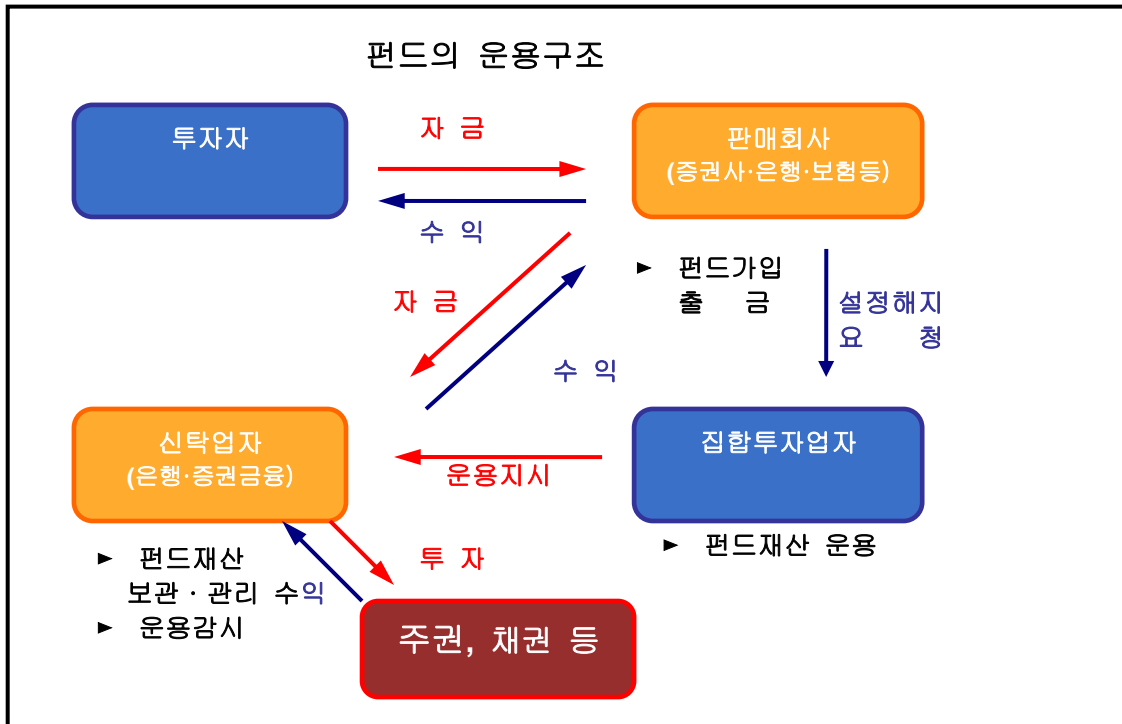 펀드의 운용구조
투자자
자 금
판매회사
(증권사·은행·보험등)
수 익
► 펀드가입
출 금
자 금
설정해지
요 청
수 익
신탁업자
(은행·증권금융)
집합투자업자
운용지시
► 펀드재산 운용
► 펀드재산
보관 · 관리 수익
► 운용감시
투 자
주권, 채권 등